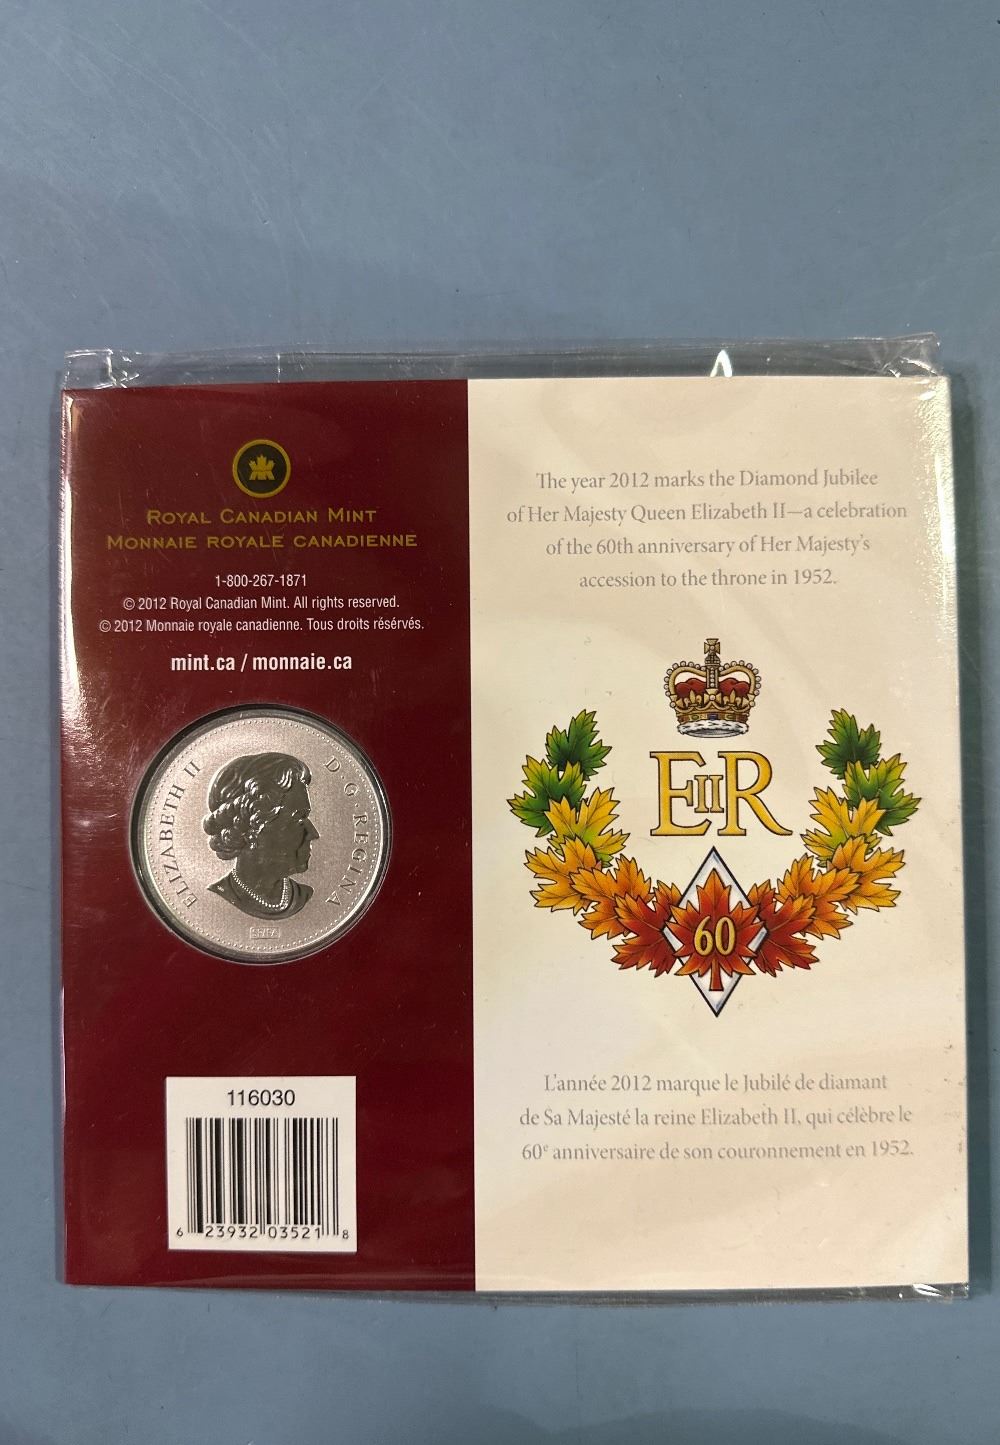 ROYAL CANADIAN MINT
MONNAIE ROYALE CANADIENNE
1-800-267-1871
© 2012 Royal Canadian Mint. All rights reserved.
© 2012 Monnaie royale canadienne. Tous droits résérvés.
mint.ca / monnaie.ca
ELIZABETH II D·G·REGINA
116030
6 23932 03521 8
The year 2012 marks the Diamond Jubilee
of Her Majesty Queen Elizabeth II—a celebration
of the 60th anniversary of Her Majesty's
accession to the throne in 1952.
EIIR
60
L'année 2012 marque le Jubilé de diamant
de Sa Majesté la reine Elizabeth II, qui célèbre le
60e anniversaire de son couronnement en 1952.